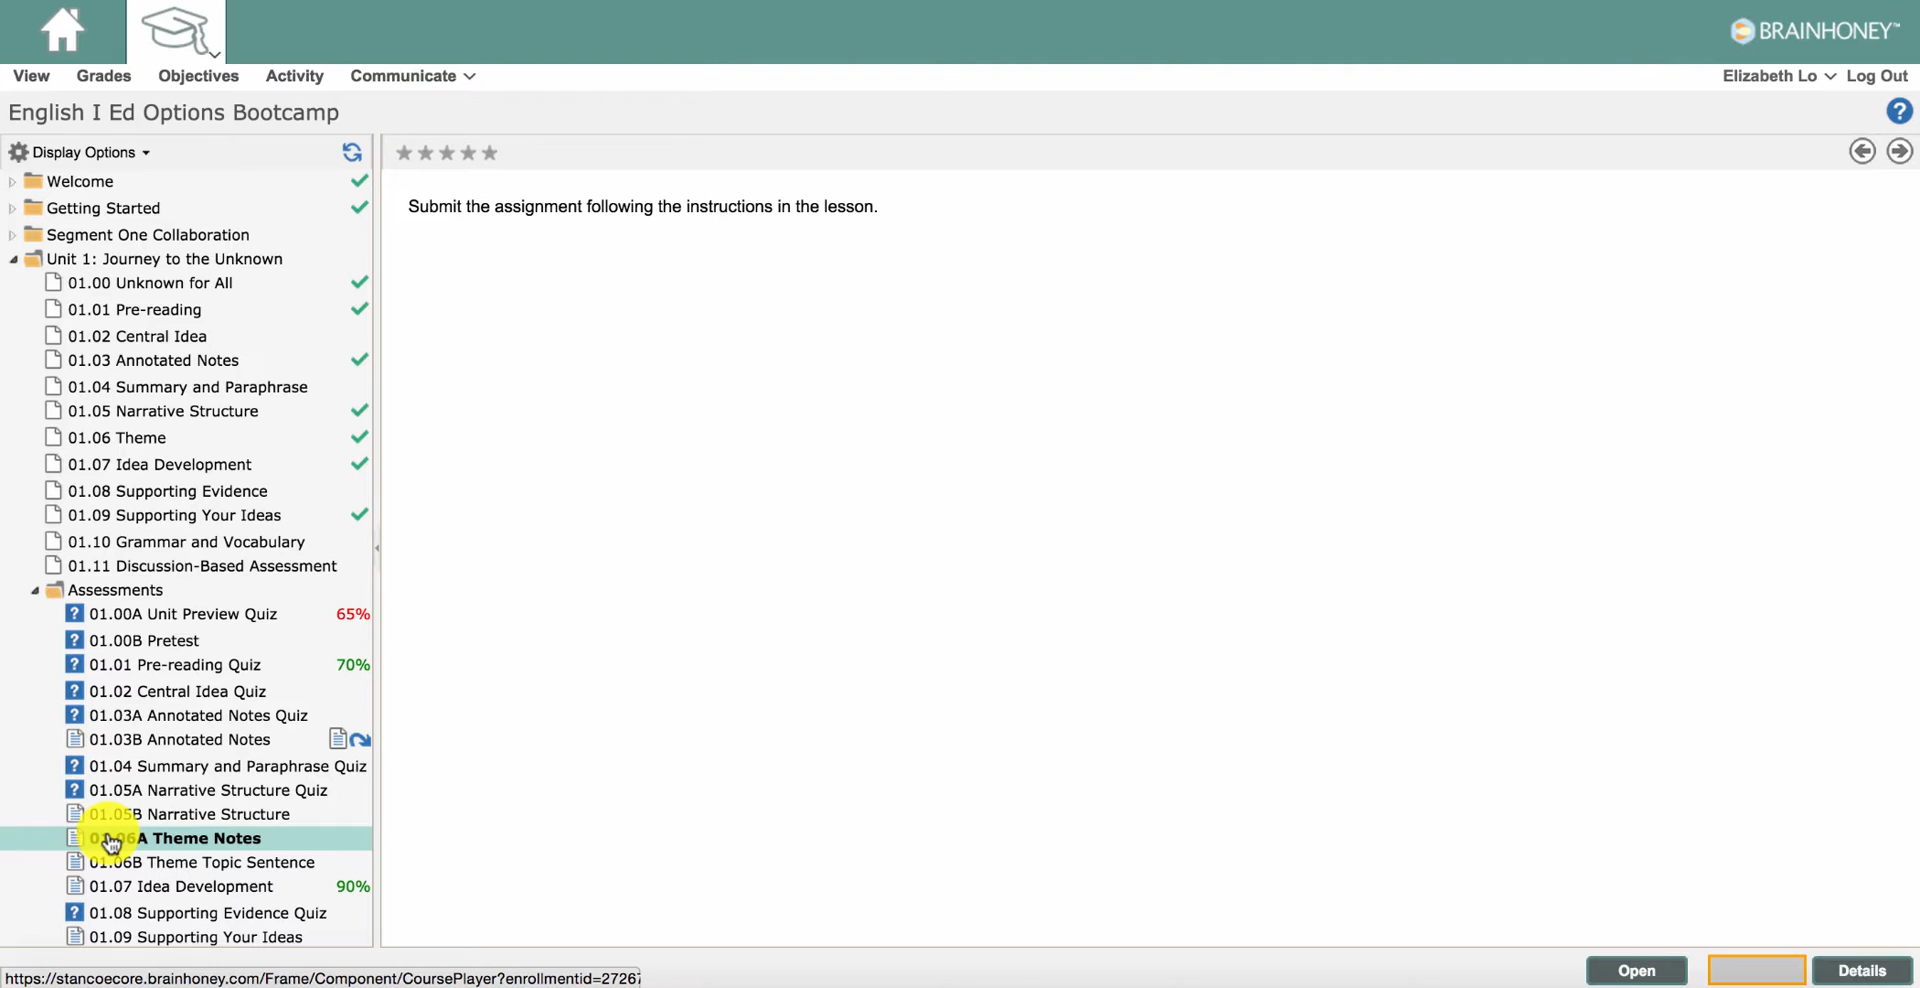 BRAINHONEY™
View Grades Objectives Activity Communicate Elizabeth Lo Log Out
English I Ed Options Bootcamp ?
Display Options
Welcome
Getting Started
Segment One Collaboration
Unit 1: Journey to the Unknown
01.00 Unknown for All
01.01 Pre-reading
01.02 Central Idea
01.03 Annotated Notes
01.04 Summary and Paraphrase
01.05 Narrative Structure
01.06 Theme
01.07 Idea Development
01.08 Supporting Evidence
01.09 Supporting Your Ideas
01.10 Grammar and Vocabulary
01.11 Discussion-Based Assessment
Assessments
? 01.00A Unit Preview Quiz 65%
? 01.00B Pretest
? 01.01 Pre-reading Quiz 70%
? 01.02 Central Idea Quiz
? 01.03A Annotated Notes Quiz
01.03B Annotated Notes
? 01.04 Summary and Paraphrase Quiz
? 01.05A Narrative Structure Quiz
01.05B Narrative Structure
01.06A Theme Notes
01.06B Theme Topic Sentence
01.07 Idea Development 90%
? 01.08 Supporting Evidence Quiz
01.09 Supporting Your Ideas
Submit the assignment following the instructions in the lesson.
https://stancoecore.brainhoney.com/Frame/Component/CoursePlayer?enrollmentid=27267
Open Details